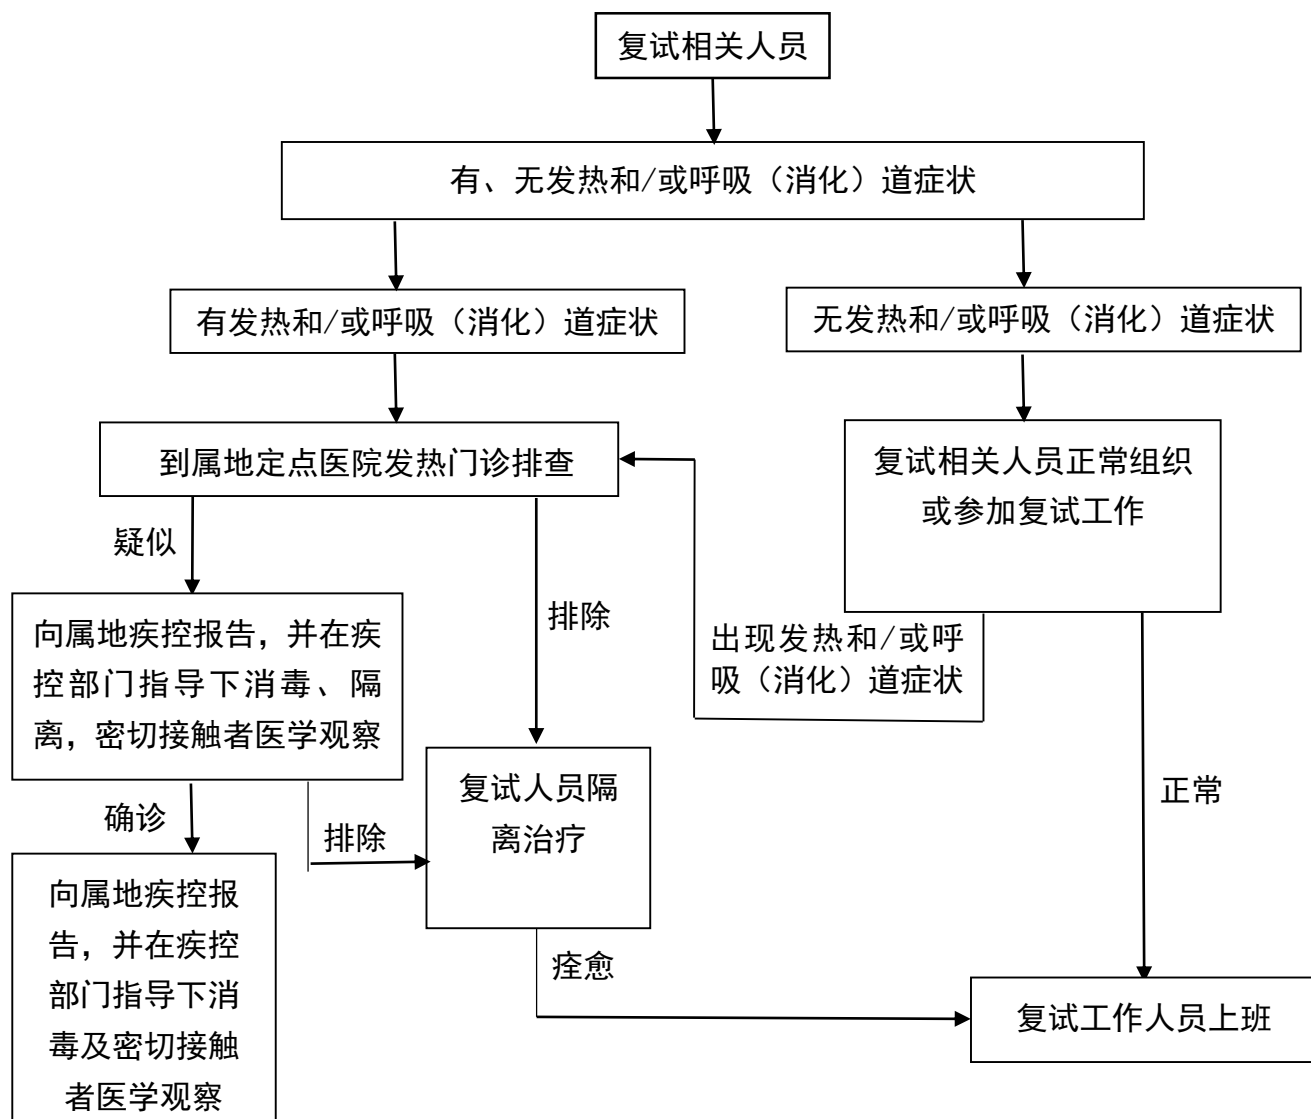 复试相关人员
有、无发热和/或呼吸（消化）道症状
有发热和/或呼吸（消化）道症状
无发热和/或呼吸（消化）道症状
到属地定点医院发热门诊排查
复试相关人员正常组织
或参加复试工作
疑似
排除
出现发热和/或呼
吸（消化）道症状
向属地疾控报告，并在疾
控部门指导下消毒、隔
离，密切接触者医学观察
正常
确诊
排除
复试人员隔
离治疗
向属地疾控报
告，并在疾控
部门指导下消
毒及密切接触
者医学观察
痊愈
复试工作人员上班